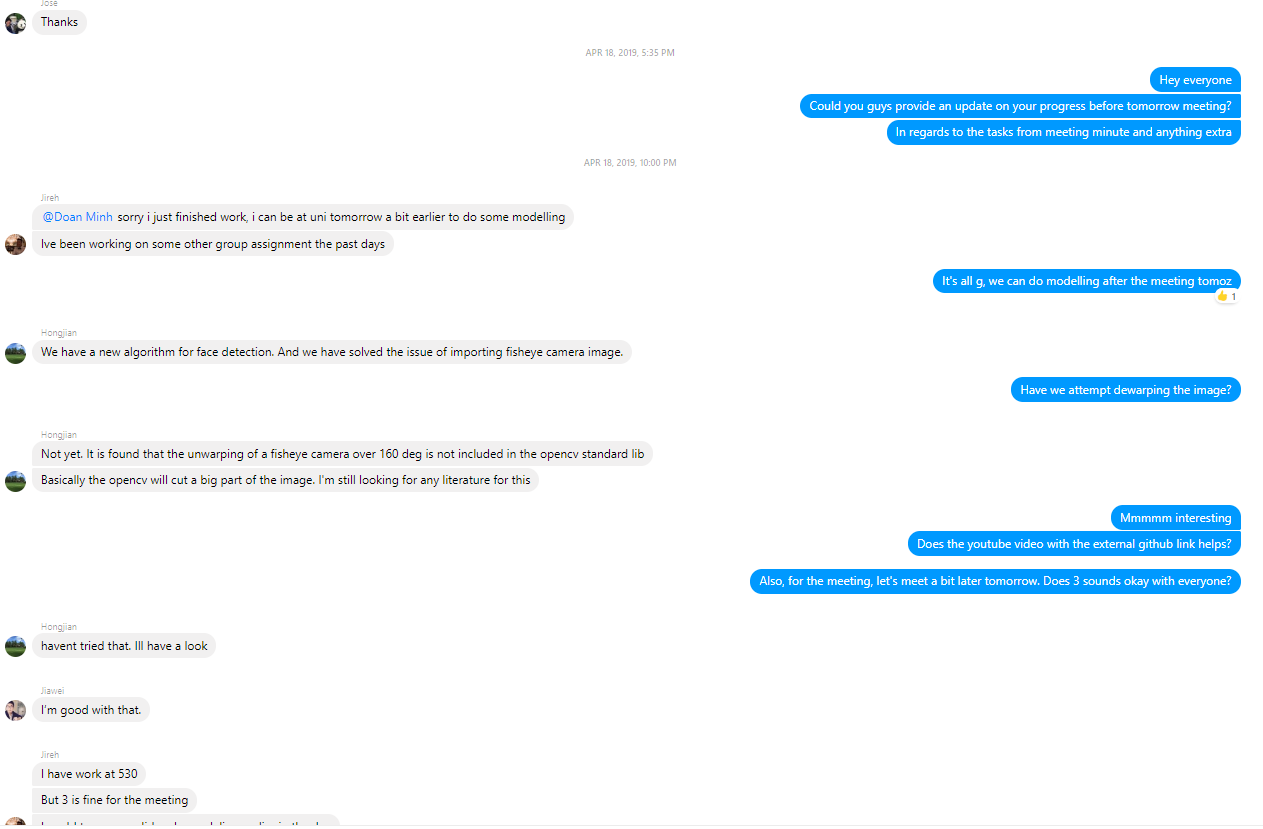 Jose
Thanks
APR 18, 2019, 5:35 PM
Hey everyone
Could you guys provide an update on your progress before tomorrow meeting?
In regards to the tasks from meeting minute and anything extra
APR 18, 2019, 10:00 PM
Jireh
@Doan Minh sorry i just finished work, i can be at uni tomorrow a bit earlier to do some modelling
Ive been working on some other group assignment the past days
It's all g, we can do modelling after the meeting tomoz
1
Hongjian
We have a new algorithm for face detection. And we have solved the issue of importing fisheye camera image.
Have we attempt dewarping the image?
Hongjian
Not yet. It is found that the unwarping of a fisheye camera over 160 deg is not included in the opencv standard lib
Basically the opencv will cut a big part of the image. I'm still looking for any literature for this
Mmmmm interesting
Does the youtube video with the external github link helps?
Also, for the meeting, let's meet a bit later tomorrow. Does 3 sounds okay with everyone?
Hongjian
havent tried that. Ill have a look
Jiawei
I'm good with that.
Jireh
I have work at 530
But 3 is fine for the meeting